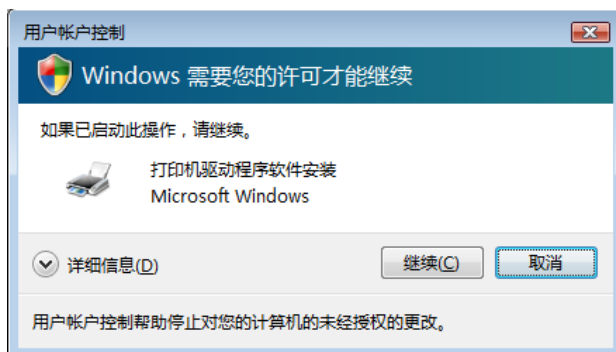 用户帐户控制
Windows 需要您的许可才能继续
如果已启动此操作，请继续。
打印机驱动程序软件安装
Microsoft Windows
详细信息(D)
继续(C)
取消
用户帐户控制帮助停止对您的计算机的未经授权的更改。